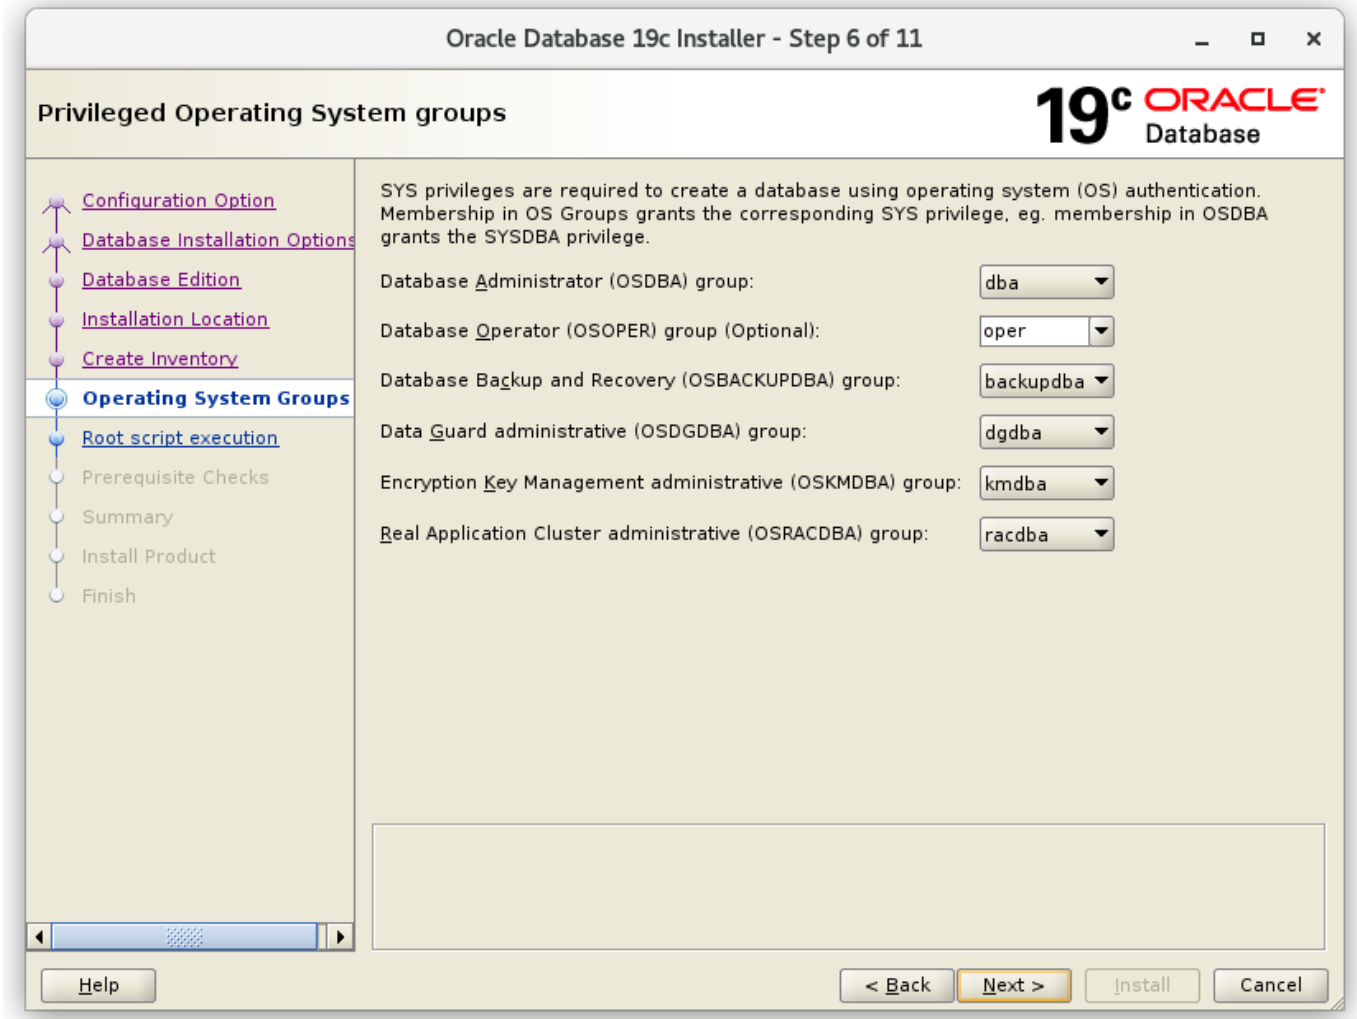 Oracle Database 19c Installer - Step 6 of 11
Privileged Operating System groups
19c ORACLE
Database
Configuration Option
Database Installation Options
Database Edition
Installation Location
Create Inventory
Operating System Groups
Root script execution
Prerequisite Checks
Summary
Install Product
Finish
SYS privileges are required to create a database using operating system (OS) authentication.
Membership in OS Groups grants the corresponding SYS privilege, eg. membership in OSDBA
grants the SYSDBA privilege.
Database Administrator (OSDBA) group: dba
Database Operator (OSOPER) group (Optional): oper
Database Backup and Recovery (OSBACKUPDBA) group: backupdba
Data Guard administrative (OSDGDBA) group: dgdba
Encryption Key Management administrative (OSKMDBA) group: kmdba
Real Application Cluster administrative (OSRACDBA) group: racdba
Help < Back Next > Install Cancel